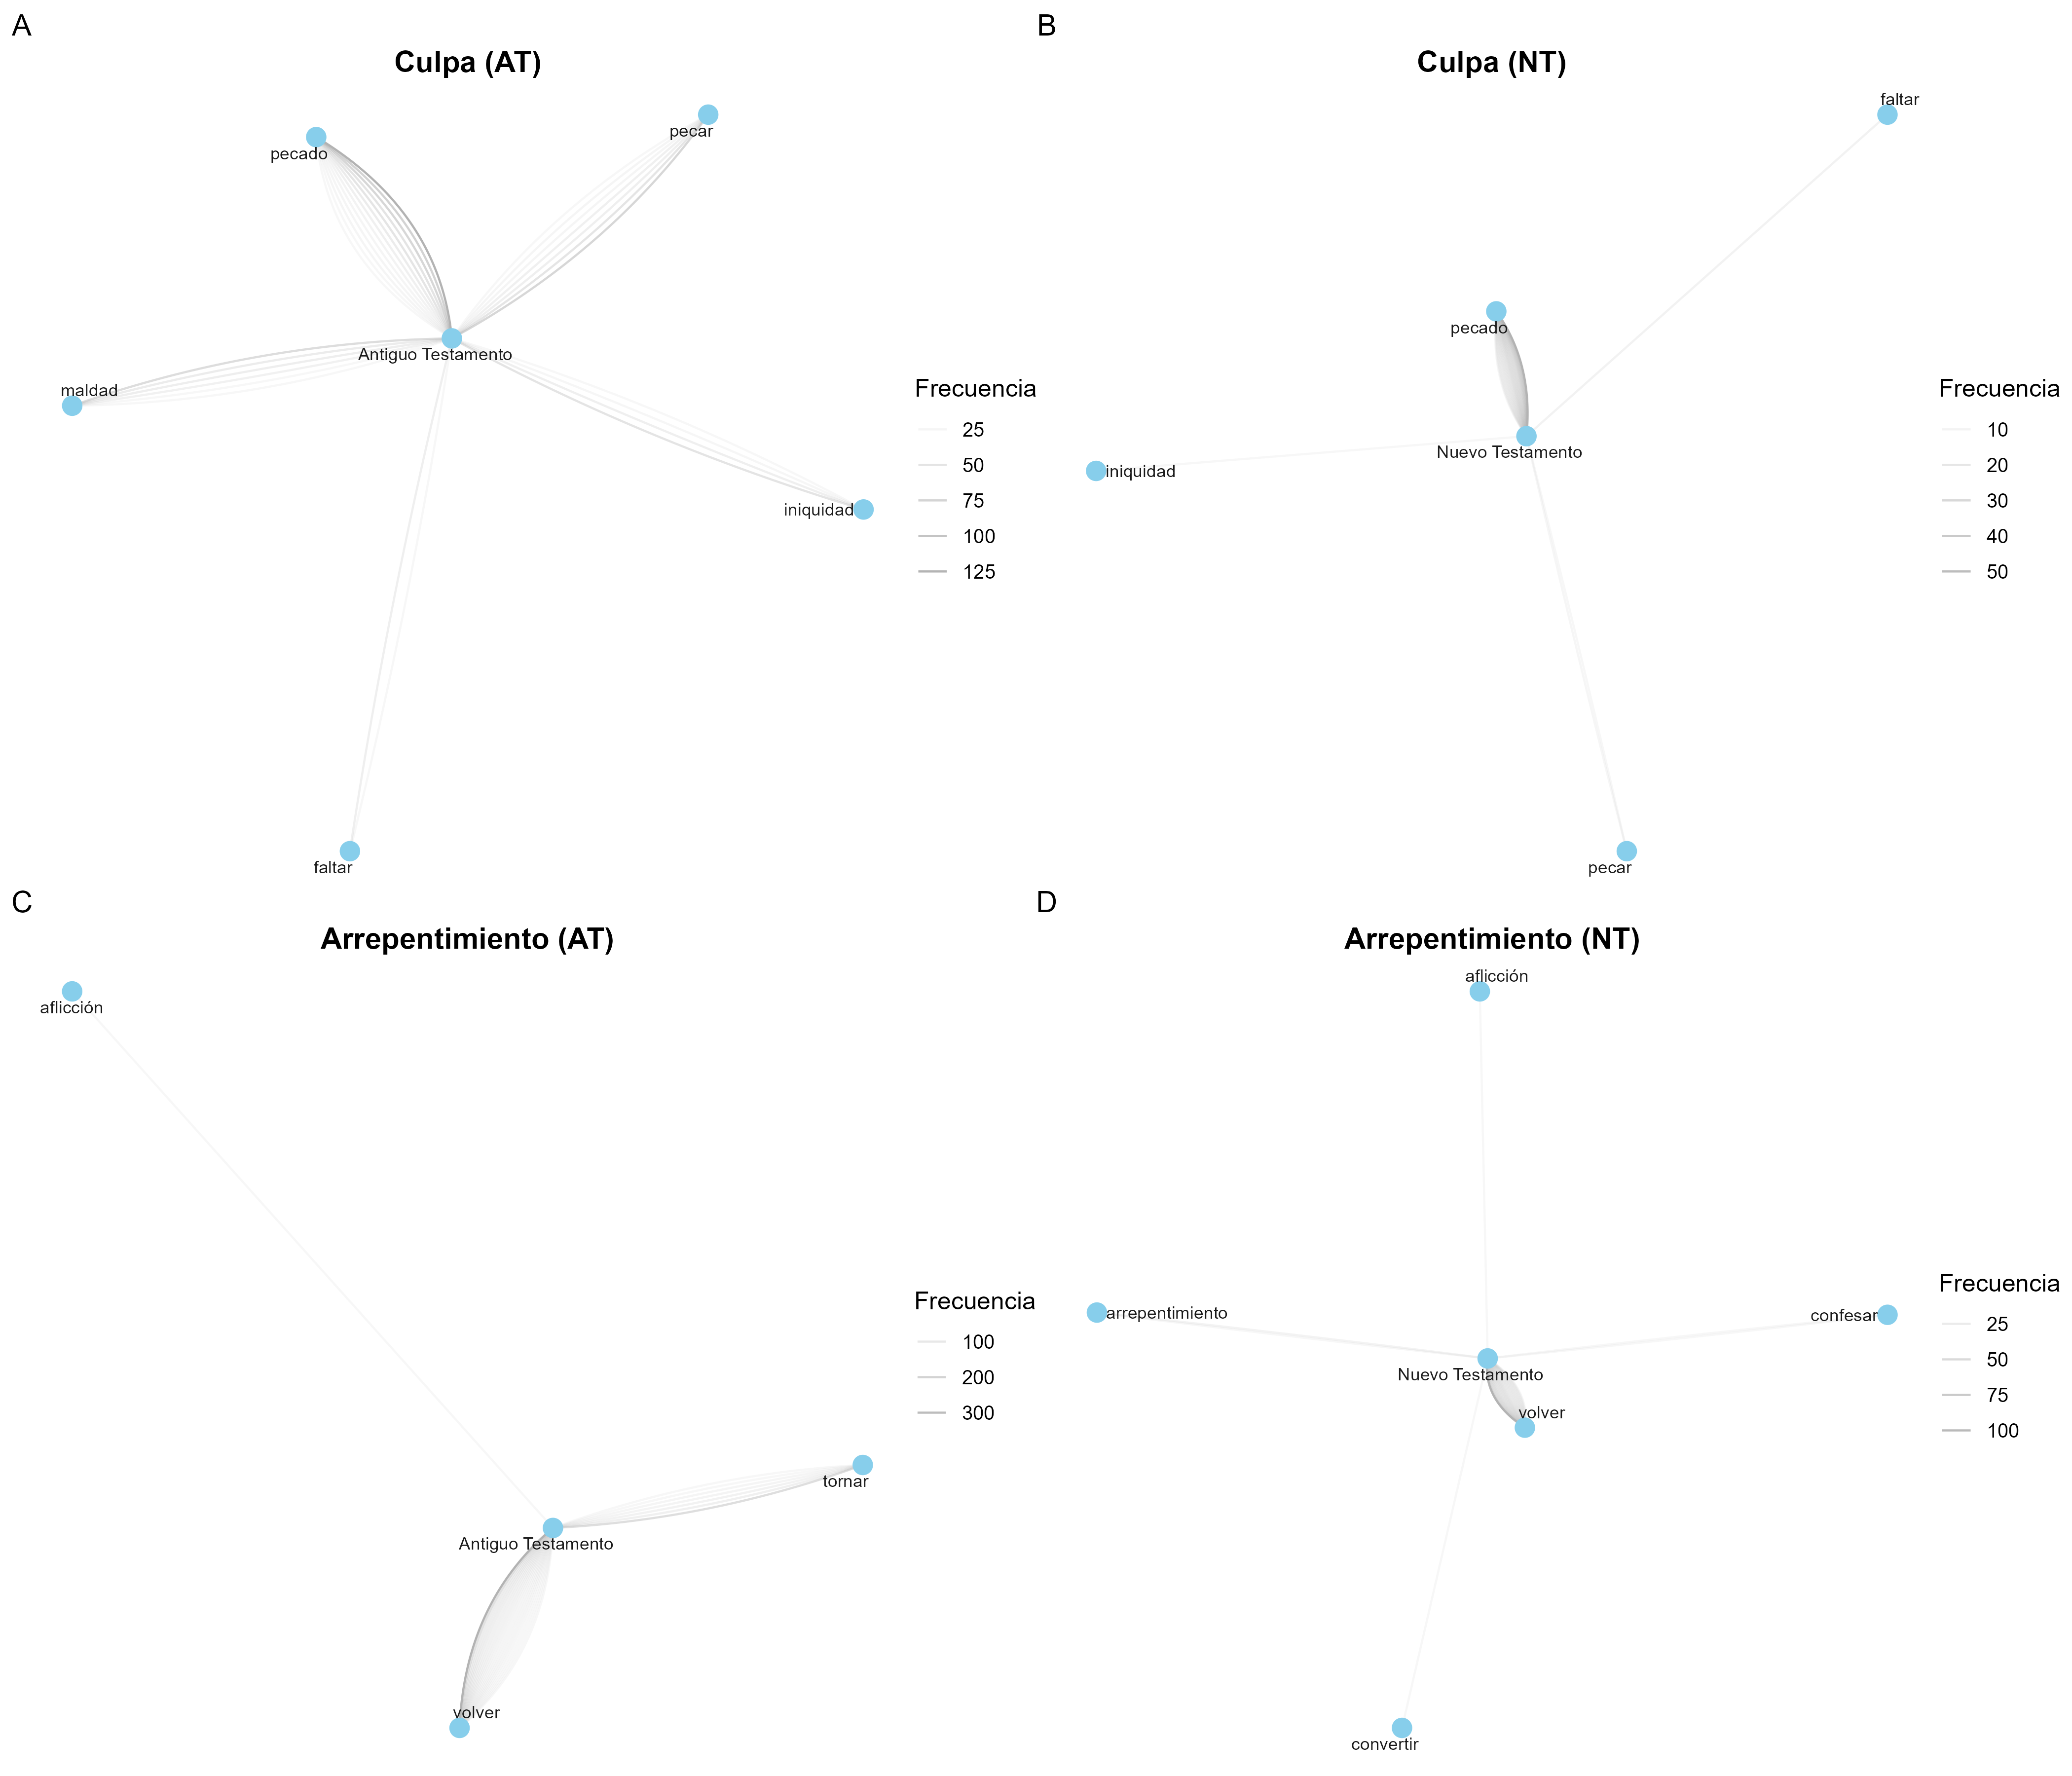 A
Culpa (AT)
pecado
pecar
Antiguo Testamento
maldad
iniquidad
faltar
Frecuencia
25
50
75
100
125
B
Culpa (NT)
faltar
pecado
Nuevo Testamento
iniquidad
pecar
Frecuencia
10
20
30
40
50
C
Arrepentimiento (AT)
aflicción
tornar
Antiguo Testamento
volver
Frecuencia
100
200
300
D
Arrepentimiento (NT)
aflicción
arrepentimiento
confesar
Nuevo Testamento
volver
convertir
Frecuencia
25
50
75
100